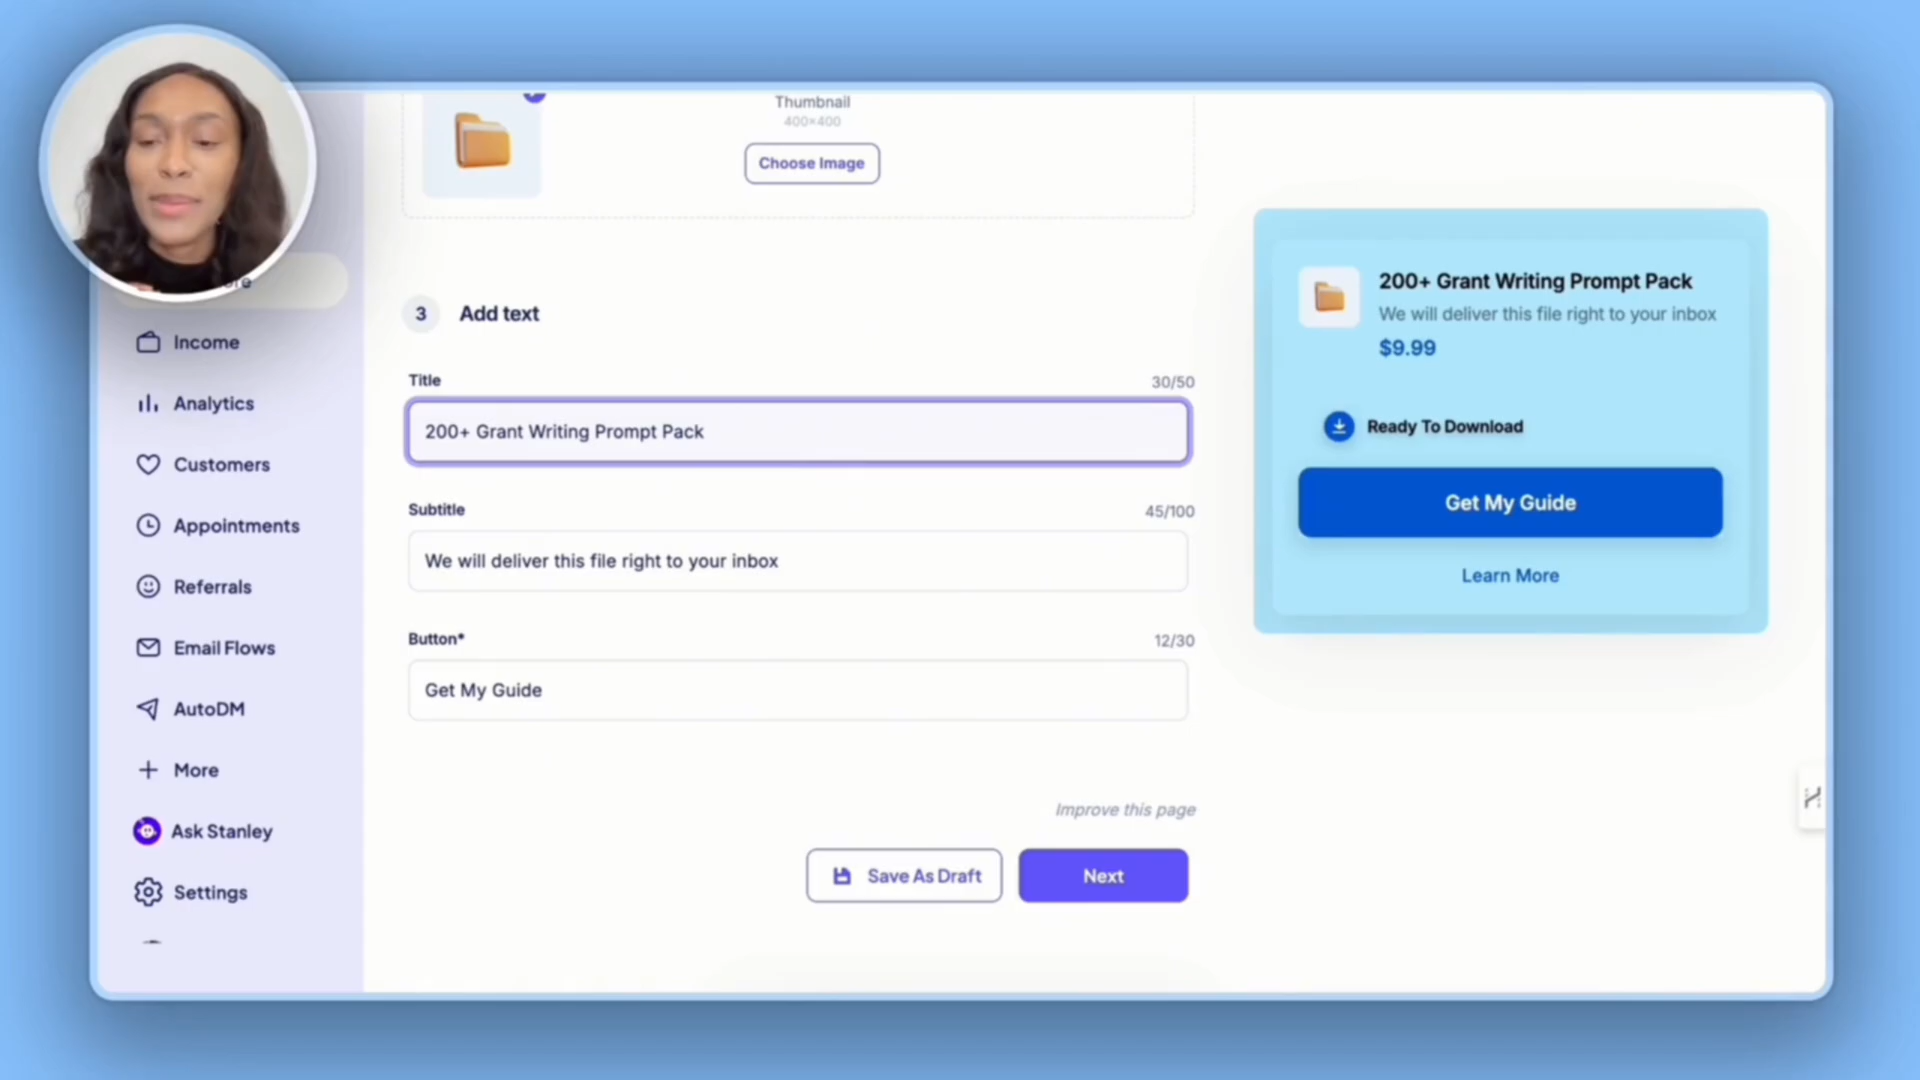 Thumbnail
400×400
Choose Image
3 Add text
Title 30/50
200+ Grant Writing Prompt Pack
Subtitle 45/100
We will deliver this file right to your inbox
Button* 12/30
Get My Guide
Improve this page
Save As Draft
Next
Income
Analytics
Customers
Appointments
Referrals
Email Flows
AutoDM
More
Ask Stanley
Settings
200+ Grant Writing Prompt Pack
We will deliver this file right to your inbox
$9.99
Ready To Download
Get My Guide
Learn More